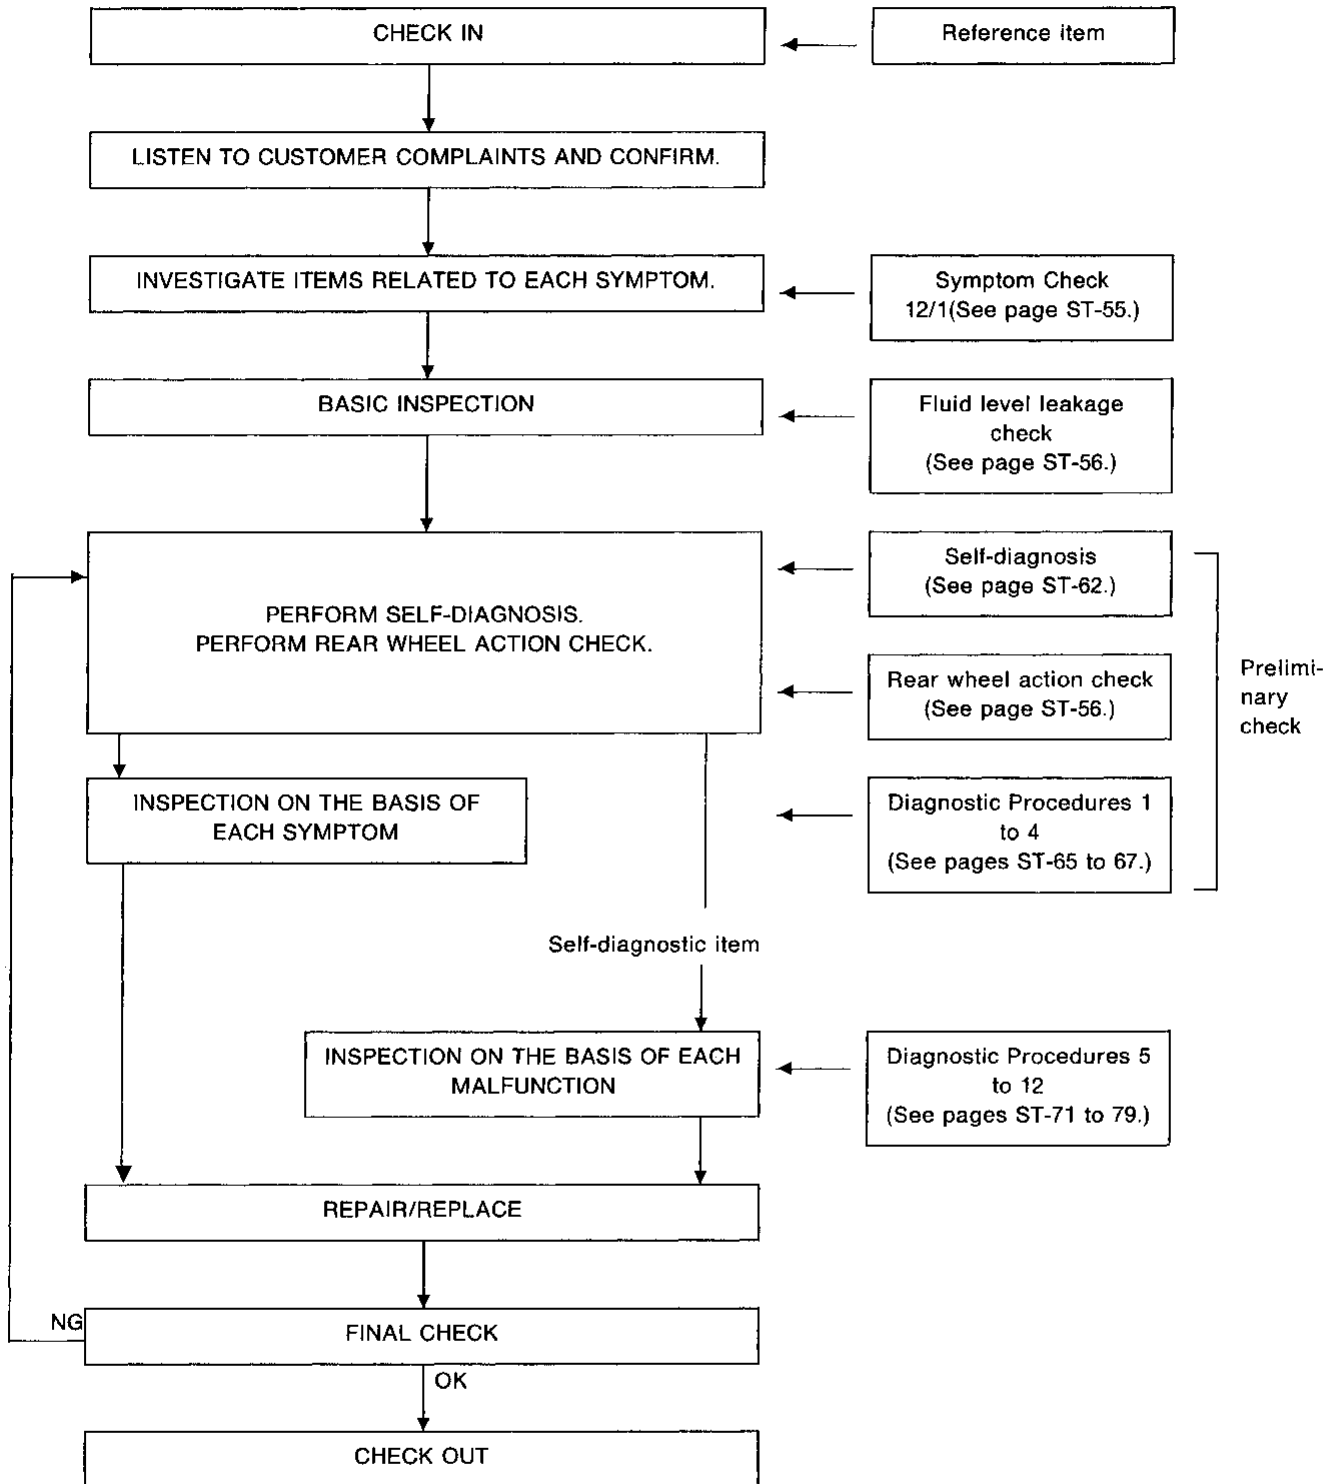 CHECK IN
Reference item
LISTEN TO CUSTOMER COMPLAINTS AND CONFIRM.
INVESTIGATE ITEMS RELATED TO EACH SYMPTOM.
Symptom Check
12/1(See page ST-55.)
BASIC INSPECTION
Fluid level leakage
check
(See page ST-56.)
PERFORM SELF-DIAGNOSIS.
PERFORM REAR WHEEL ACTION CHECK.
Self-diagnosis
(See page ST-62.)
Rear wheel action check
(See page ST-56.)
Prelimi-
nary
check
INSPECTION ON THE BASIS OF
EACH SYMPTOM
Diagnostic Procedures 1
to 4
(See pages ST-65 to 67.)
Self-diagnostic item
INSPECTION ON THE BASIS OF EACH
MALFUNCTION
Diagnostic Procedures 5
to 12
(See pages ST-71 to 79.)
REPAIR/REPLACE
NG
FINAL CHECK
OK
CHECK OUT